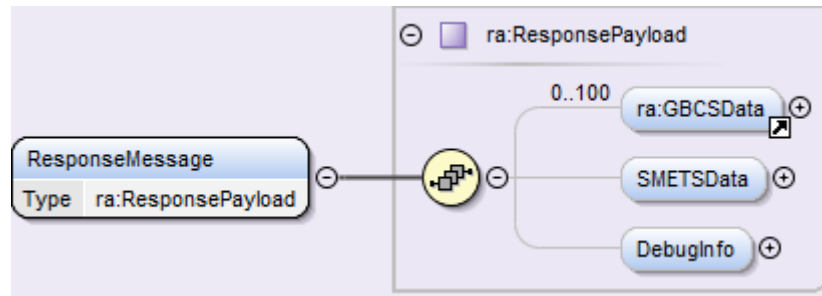 ra:ResponsePayload
0..100
ra:GBCSData
ResponseMessage
Type ra:ResponsePayload
SMETSData
DebugInfo